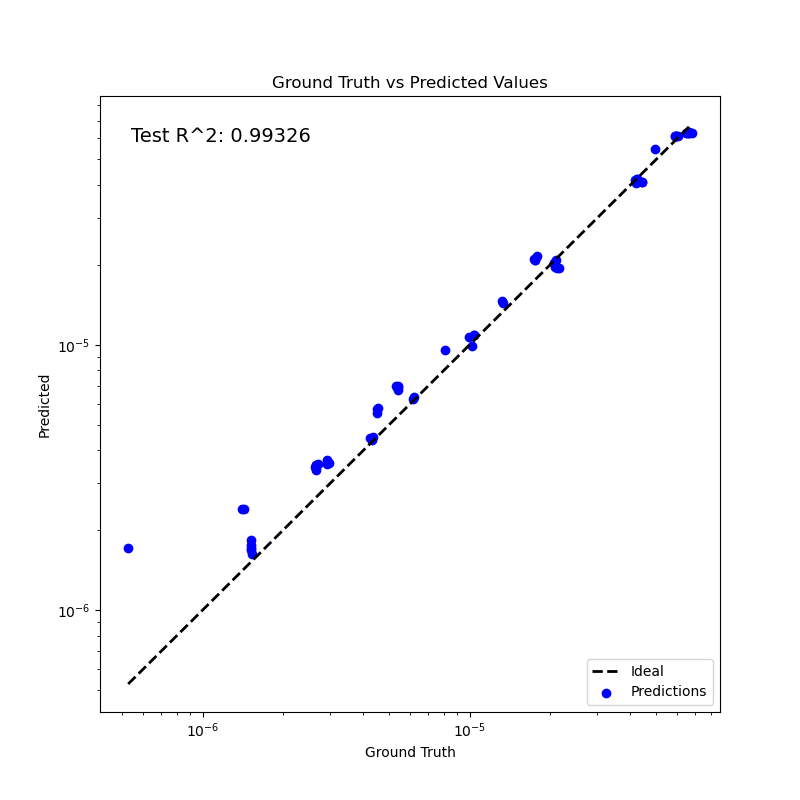 Ground Truth vs Predicted Values
Test R^2: 0.99326
Predicted
10^-5
10^-6
10^-6
10^-5
Ground Truth
Ideal
Predictions